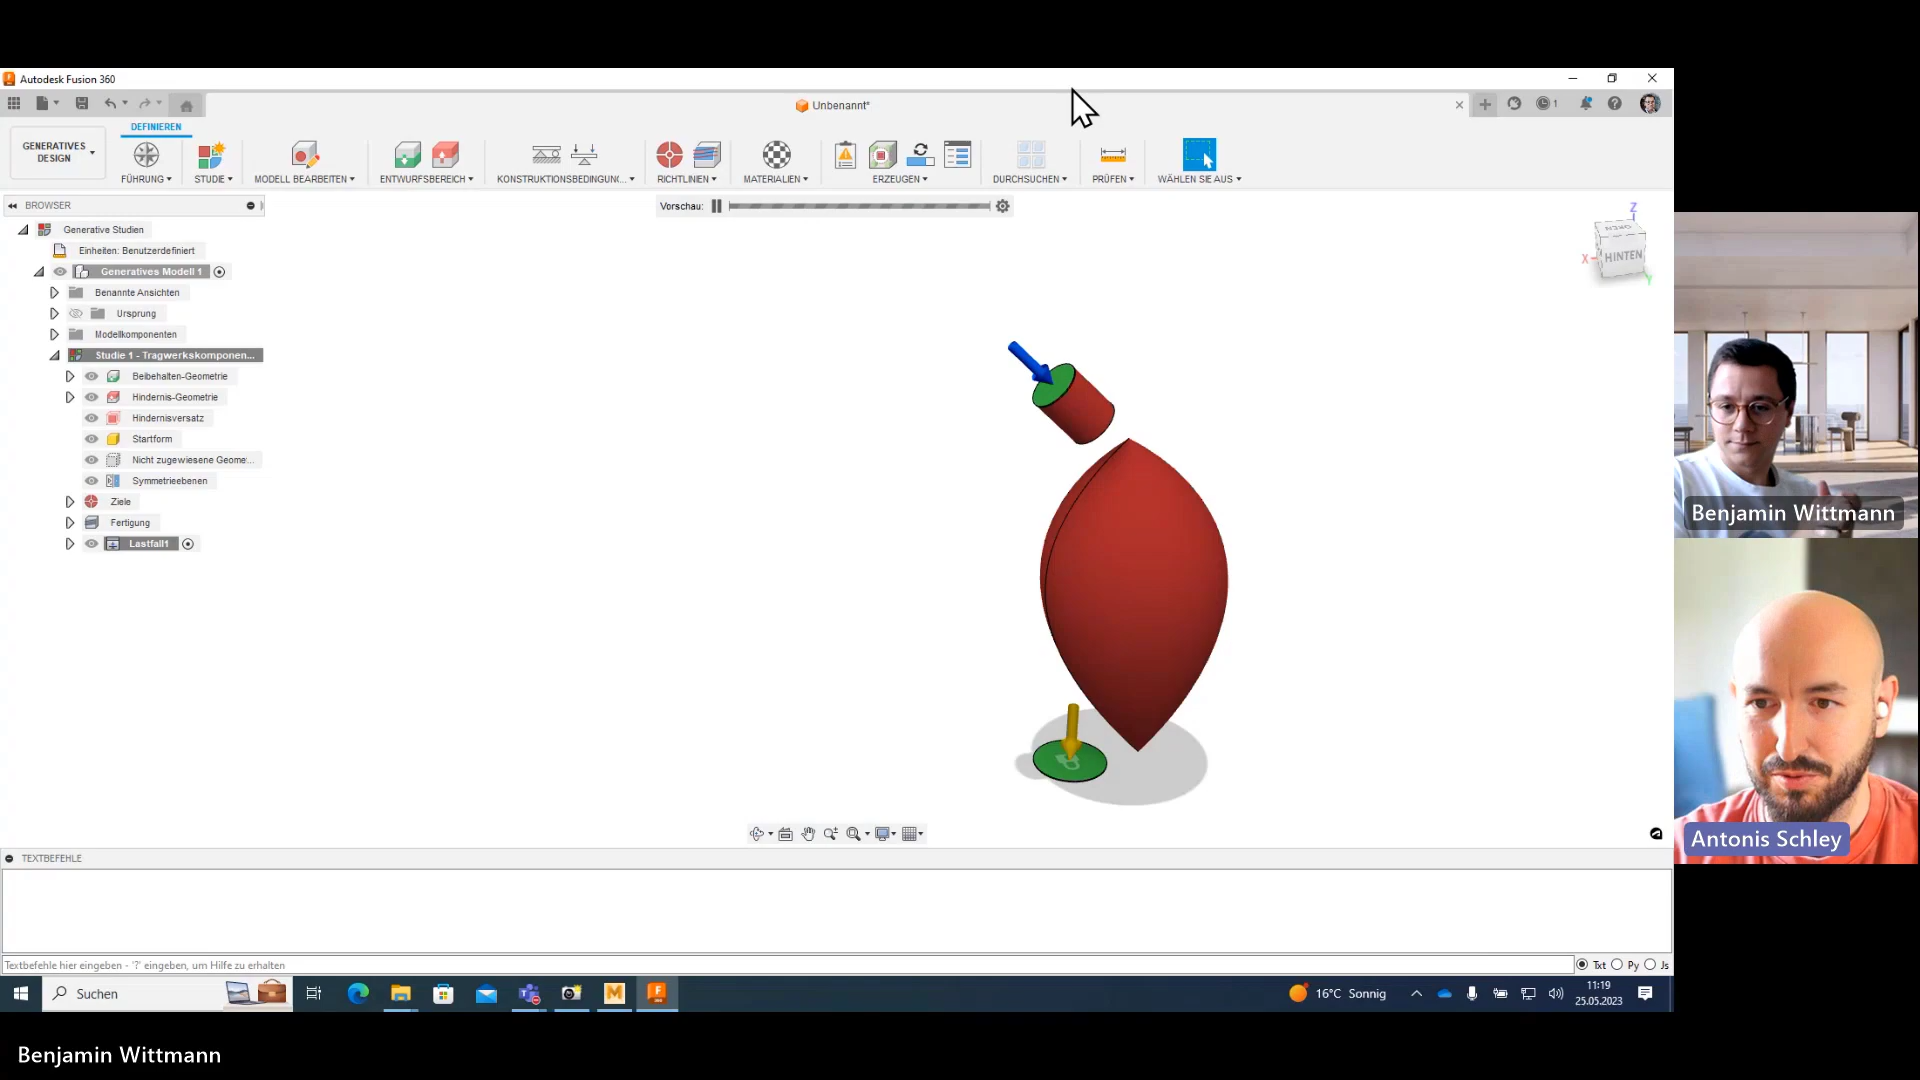 Autodesk Fusion 360
Unbenannt*
1
DEFINIEREN
GENERATIVES DESIGN
FÜHRUNG
STUDIE
MODELL BEARBEITEN
ENTWURFSBEREICH
KONSTRUKTIONSBEDINGUN...
RICHTLINIEN
MATERIALIEN
ERZEUGEN
DURCHSUCHEN
PRÜFEN
WÄHLEN SIE AUS
BROWSER
Vorschau:
Generative Studien
Einheiten: Benutzerdefiniert
Generatives Modell 1
Benannte Ansichten
Ursprung
Modellkomponenten
Studie 1 - Tragwerkskomponen...
Beibehalten-Geometrie
Hindernis-Geometrie
Hindernisversatz
Startform
Nicht zugewiesene Geome...
Symmetrieebenen
Ziele
Fertigung
Lastfall1
Z
OBEN
HINTEN
X
Y
Benjamin Wittmann
Antonis Schley
TEXTBEFEHLE
Textbefehle hier eingeben - '?' eingeben, um Hilfe zu erhalten
Txt Py Js
Suchen
16°C Sonnig
11:19
25.05.2023
Benjamin Wittmann